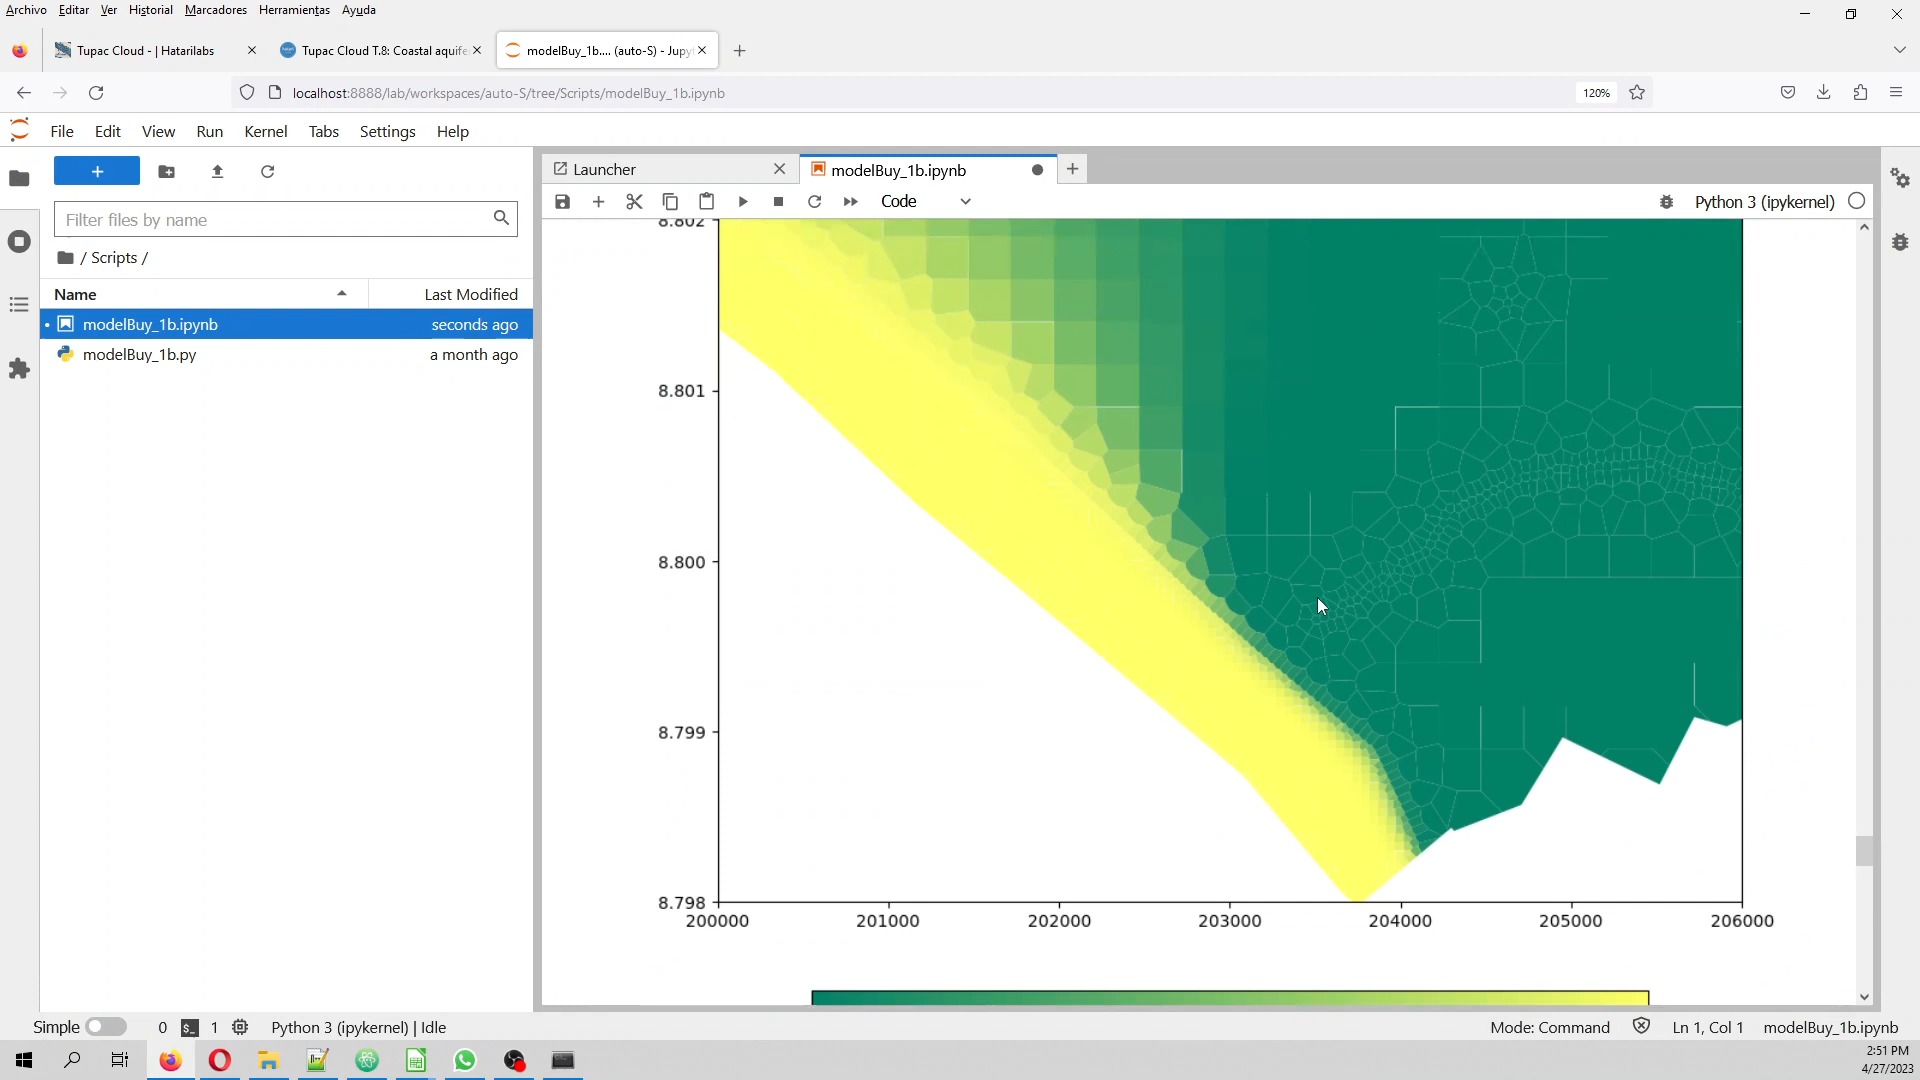 Archivo Editar Ver Historial Marcadores Herramientas Ayuda
Tupac Cloud - | Hatarilabs
Tupac Cloud T.8: Coastal aquife
modelBuy_1b.... (auto-S) - Jupyt
localhost:8888/lab/workspaces/auto-S/tree/Scripts/modelBuy_1b.ipynb
120%
File Edit View Run Kernel Tabs Settings Help
Launcher
modelBuy_1b.ipynb
Code
Python 3 (ipykernel)
Filter files by name
/ Scripts /
Name
Last Modified
modelBuy_1b.ipynb
seconds ago
modelBuy_1b.py
a month ago
8.802
8.801
8.800
8.799
8.798
200000 201000 202000 203000 204000 205000 206000
Simple
0
$_
1
Python 3 (ipykernel) | Idle
Mode: Command
Ln 1, Col 1
modelBuy_1b.ipynb
2:51 PM
4/27/2023